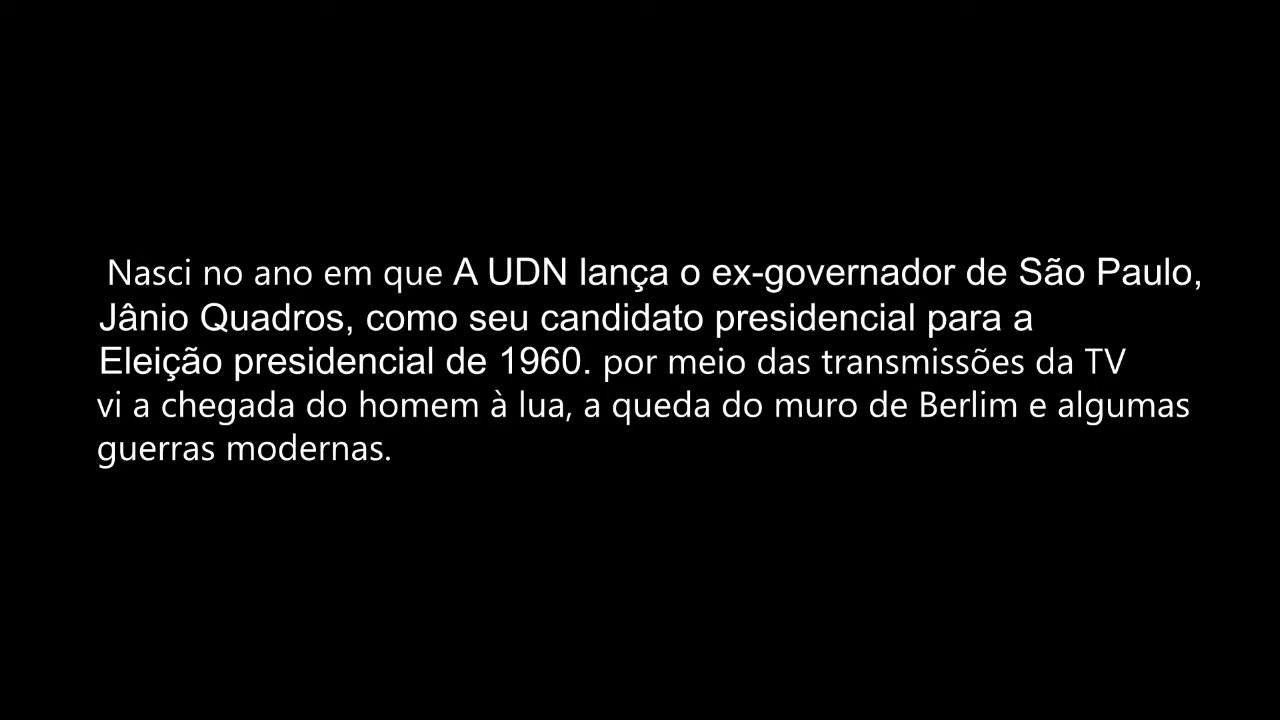 Nasci no ano em que A UDN lança o ex-governador de São Paulo,
Jânio Quadros, como seu candidato presidencial para a
Eleição presidencial de 1960. por meio das transmissões da TV
vi a chegada do homem à lua, a queda do muro de Berlim e algumas
guerras modernas.